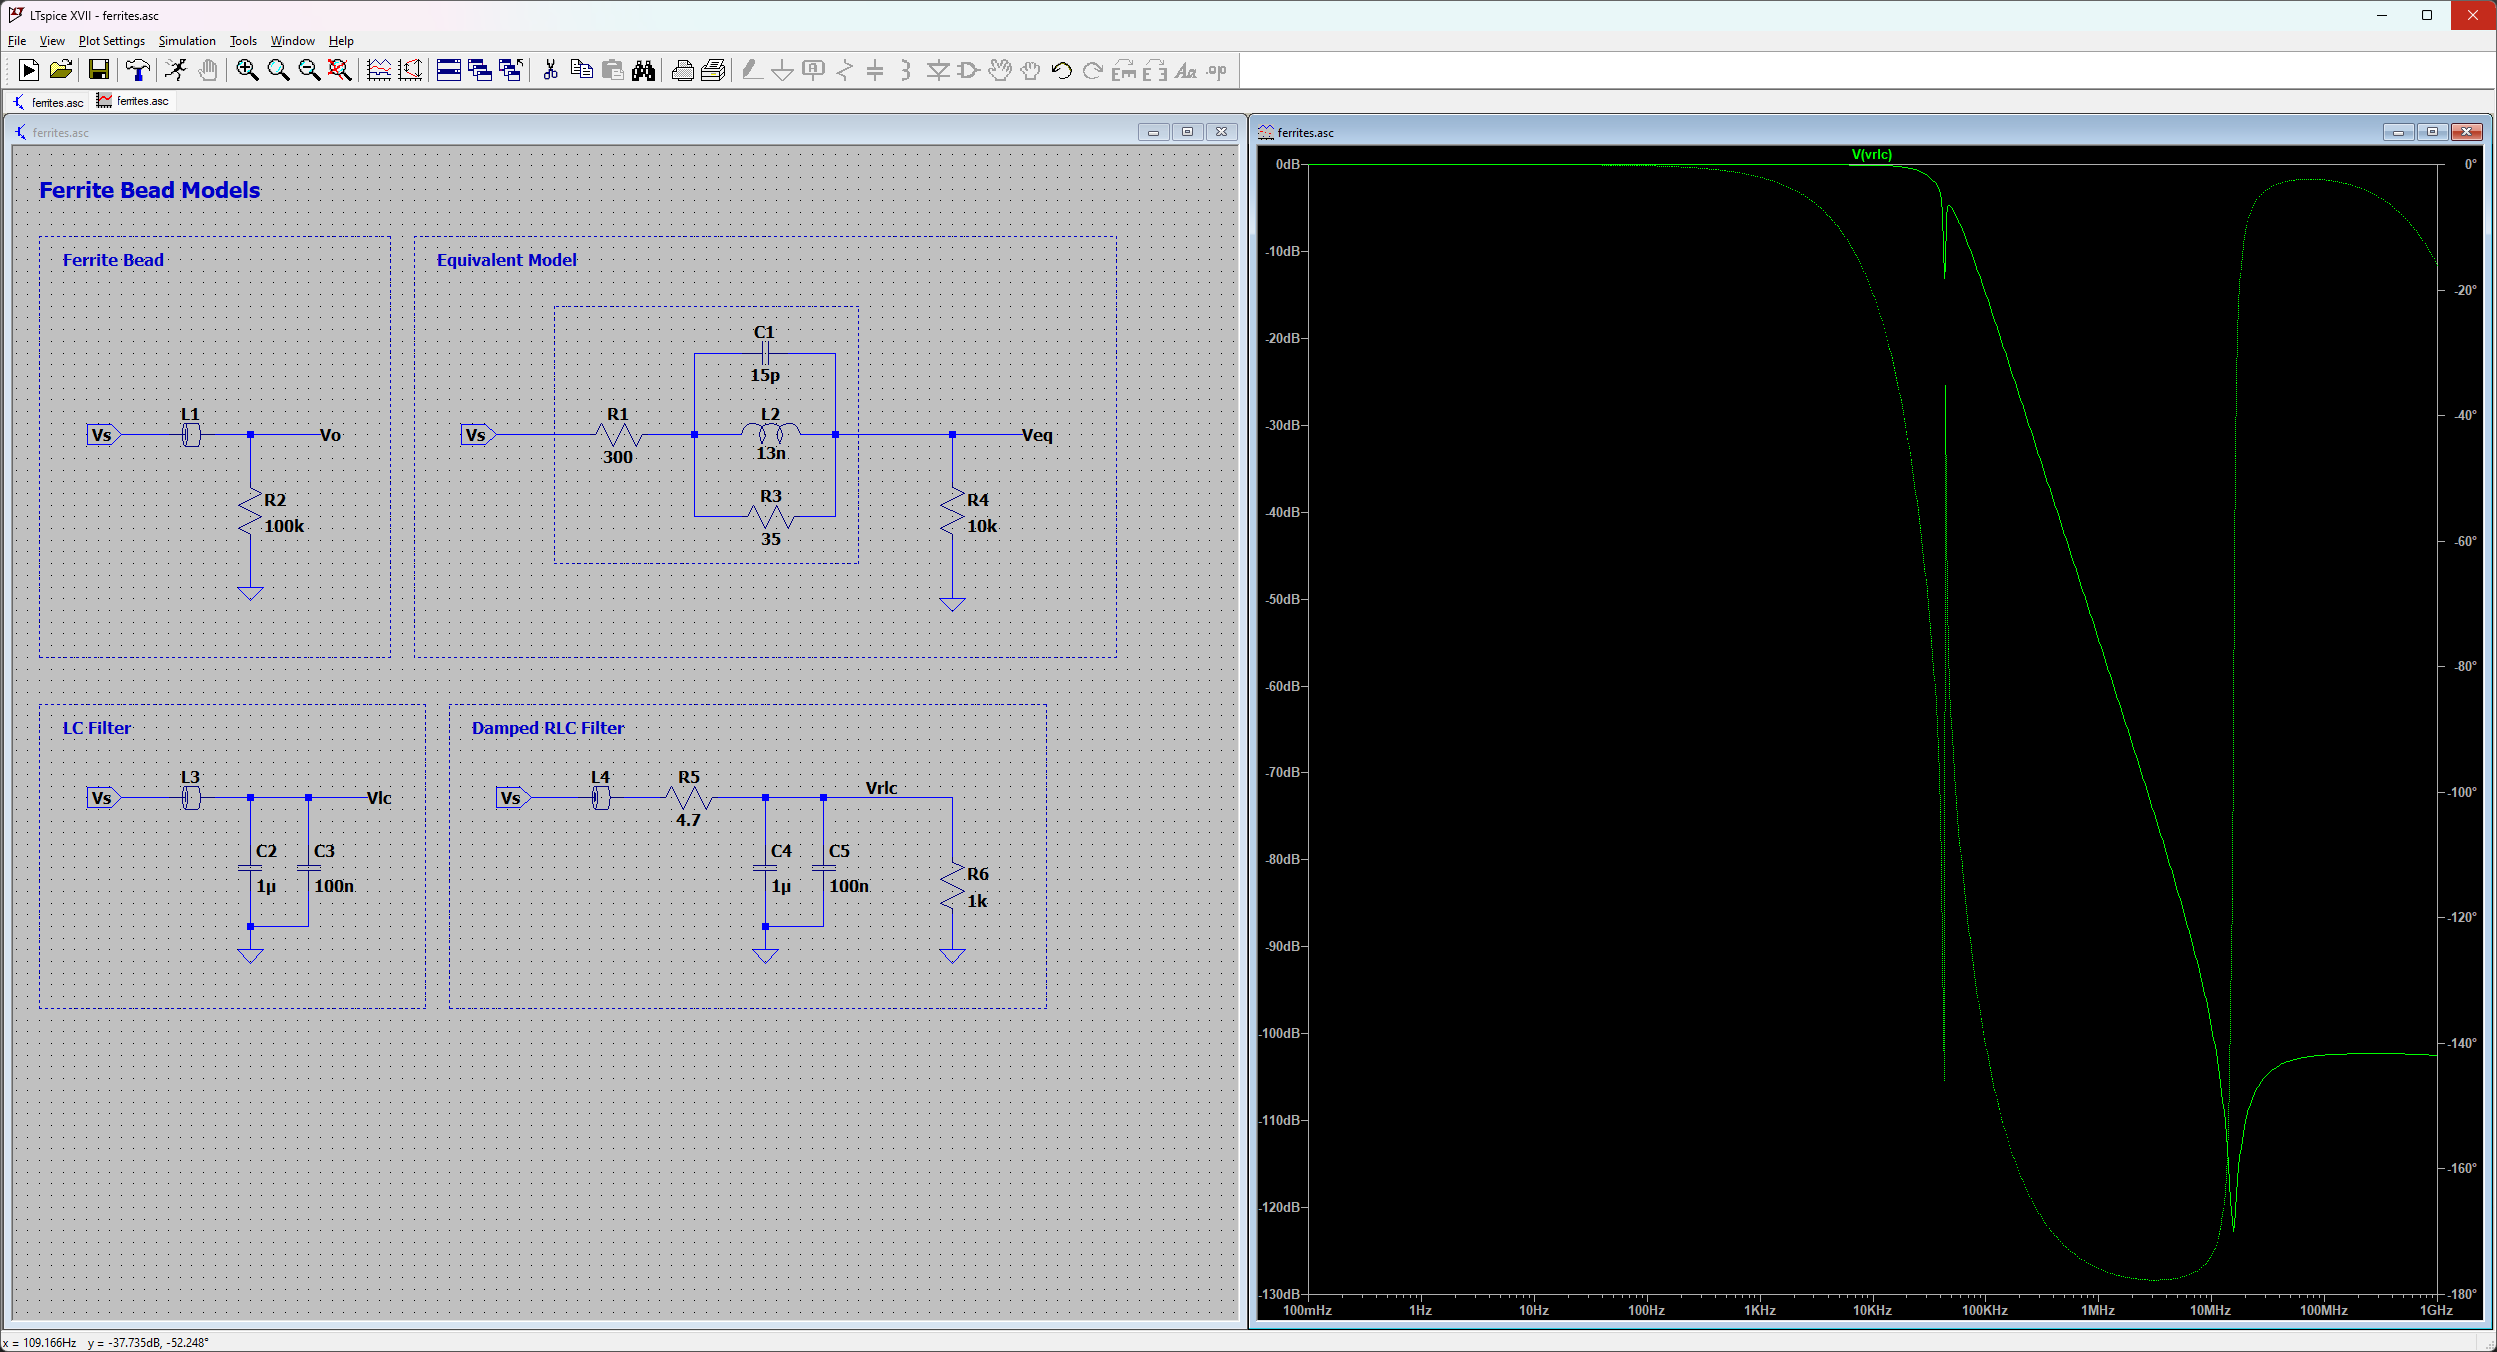 LTspice XVII - ferrites.asc
File View Plot Settings Simulation Tools Window Help
ferrites.asc ferrites.asc
ferrites.asc
Ferrite Bead Models
Ferrite Bead
L1
Vs
Vo
R2
100k
Equivalent Model
C1
15p
Vs
R1
300
L2
13n
R3
35
Veq
R4
10k
LC Filter
L3
Vs
Vlc
C2
1µ
C3
100n
Damped RLC Filter
Vs
L4
R5
4.7
Vrlc
C4
1µ
C5
100n
R6
1k
ferrites.asc
V(vrlc)
0dB
-10dB
-20dB
-30dB
-40dB
-50dB
-60dB
-70dB
-80dB
-90dB
-100dB
-110dB
-120dB
-130dB
0°
-20°
-40°
-60°
-80°
-100°
-120°
-140°
-160°
-180°
100mHz 1Hz 10Hz 100Hz 1KHz 10KHz 100KHz 1MHz 10MHz 100MHz 1GHz
x = 109.166Hz y = -37.735dB, -52.248°